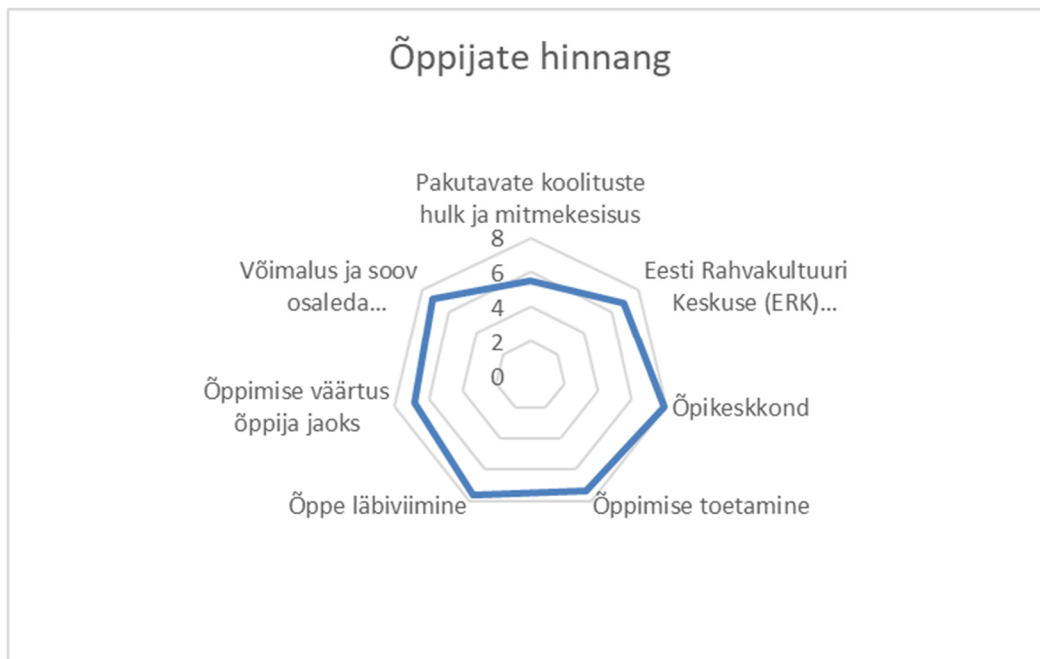 Õppijate hinnang
Pakutavate koolituste
hulk ja mitmekesisus
8
6
4
2
0
Eesti Rahvakultuuri
Keskuse (ERK)...
Õpikeskkond
Õppimise toetamine
Õppe läbiviimine
Õppimise väärtus
õppija jaoks
Võimalus ja soov
osaleda...